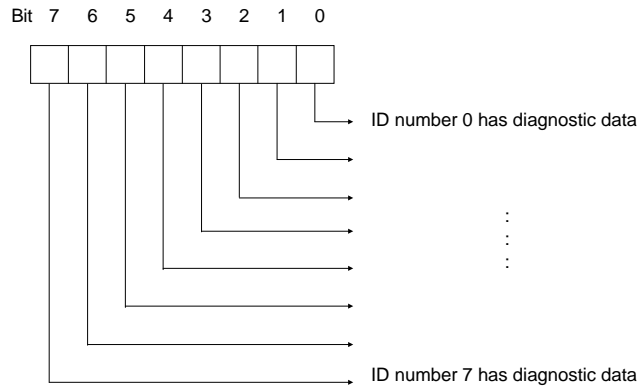 Bit 7 6 5 4 3 2 1 0
ID number 0 has diagnostic data
:
:
:
ID number 7 has diagnostic data